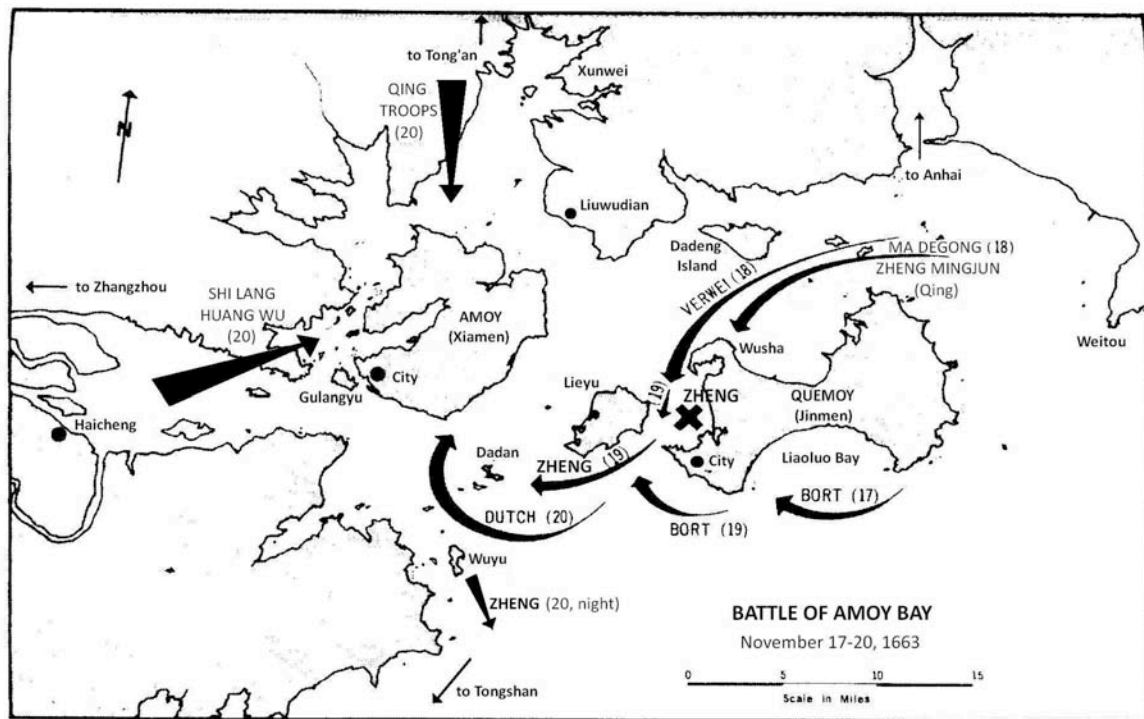 to Tong'an
Xunwei
QING
TROOPS
(20)
N
to Anhai
Liuwudian
Dadeng
Island
MA DEGONG (18)
ZHENG MINGJUN
(Qing)
VERWEI (18)
to Zhangzhou
SHI LANG
HUANG WU
(20)
AMOY
(Xiamen)
Weitou
Wusha
City
Gulangyu
Lieyu
(19)
ZHENG
QUEMOY
(Jinmen)
Haicheng
Dadan
ZHENG (19)
City
Liaoluo Bay
BORT (17)
DUTCH (20)
BORT (19)
Wuyu
ZHENG (20, night)
BATTLE OF AMOY BAY
November 17-20, 1663
to Tongshan
0 5 10 15
Scale in Miles